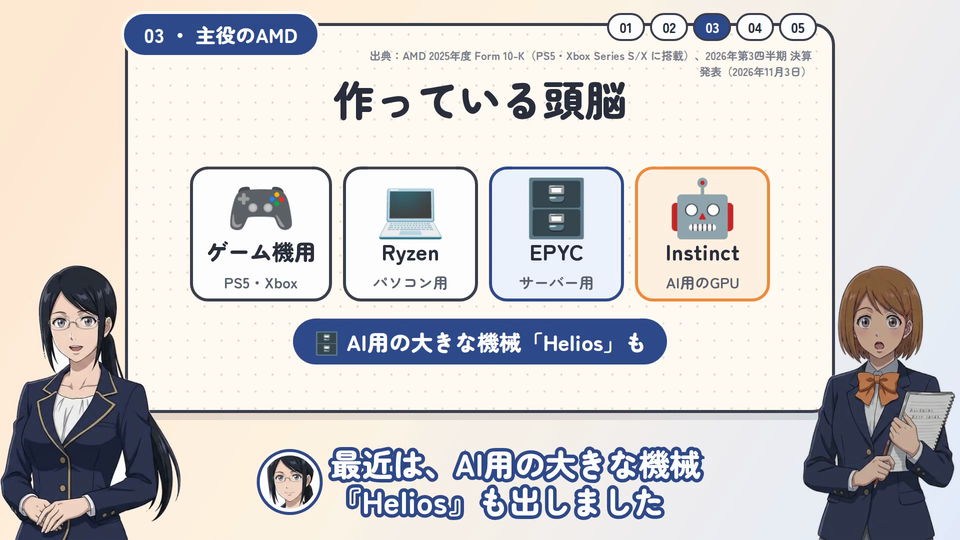 03 ・ 主役のAMD
01 02 03 04 05
出典：AMD 2025年度 Form 10-K（PS5・Xbox Series S/X に搭載）、2026年第3四半期 決算
発表（2026年11月3日）
作っている頭脳
ゲーム機用
PS5・Xbox
Ryzen
パソコン用
EPYC
サーバー用
Instinct
AI用のGPU
AI用の大きな機械「Helios」も
最近は、AI用の大きな機械
『Helios』も出しました